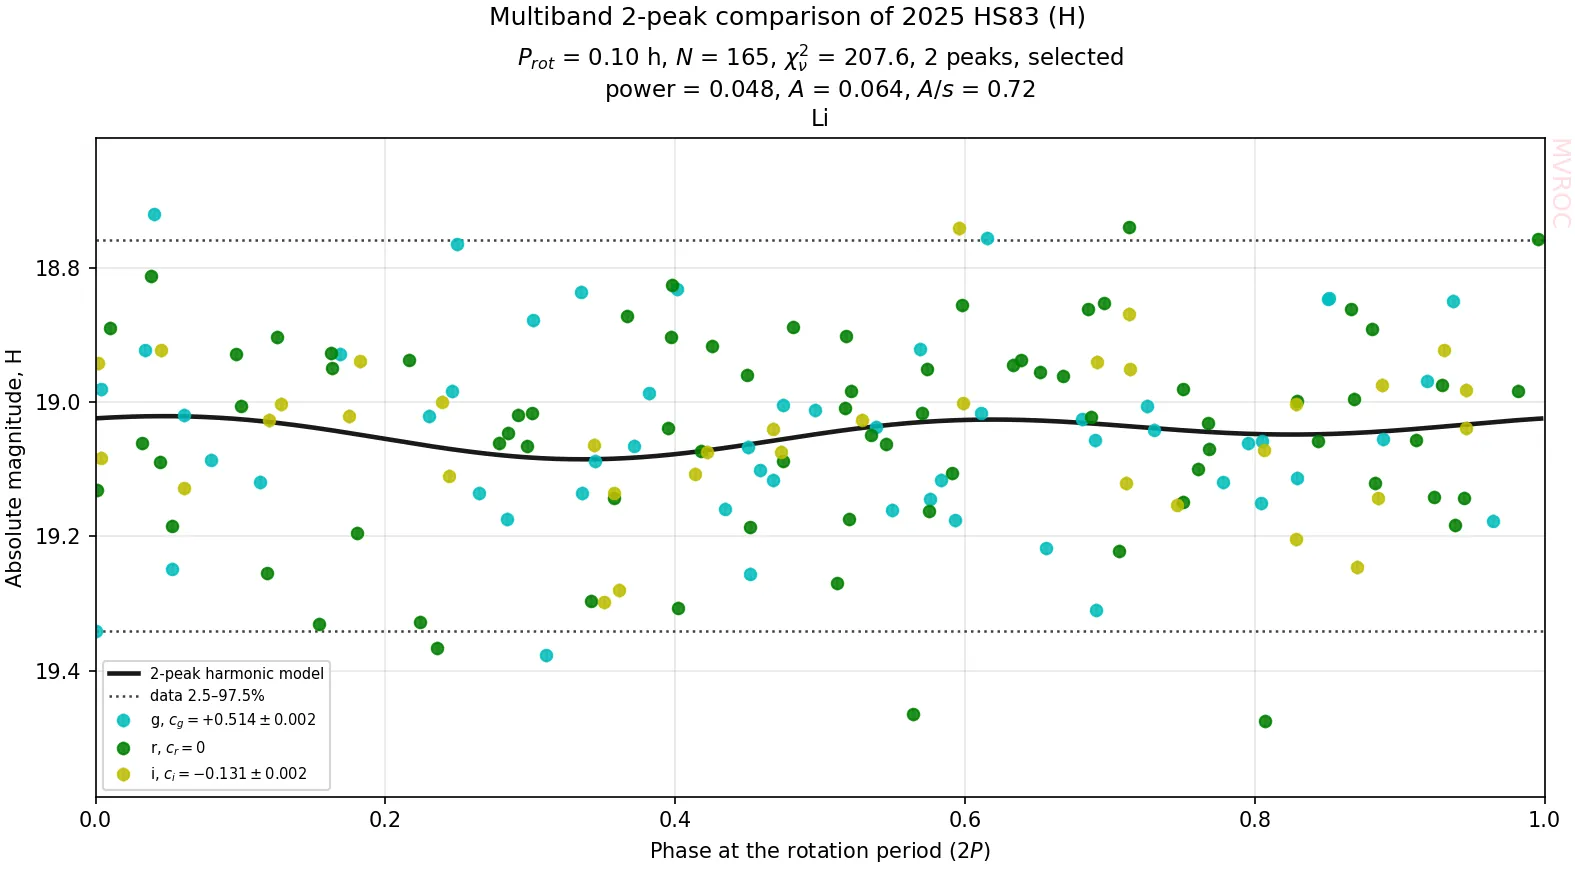 Multiband 2-peak comparison of 2025 HS83 (H)
P_rot = 0.10 h, N = 165, χ²_ν = 207.6, 2 peaks, selected
power = 0.048, A = 0.064, A/s = 0.72
Li
MVROC
Absolute magnitude, H
18.8
19.0
19.2
19.4
2-peak harmonic model
data 2.5–97.5%
g, c_g = +0.514 ± 0.002
r, c_r = 0
i, c_i = −0.131 ± 0.002
0.0 0.2 0.4 0.6 0.8 1.0
Phase at the rotation period (2P)